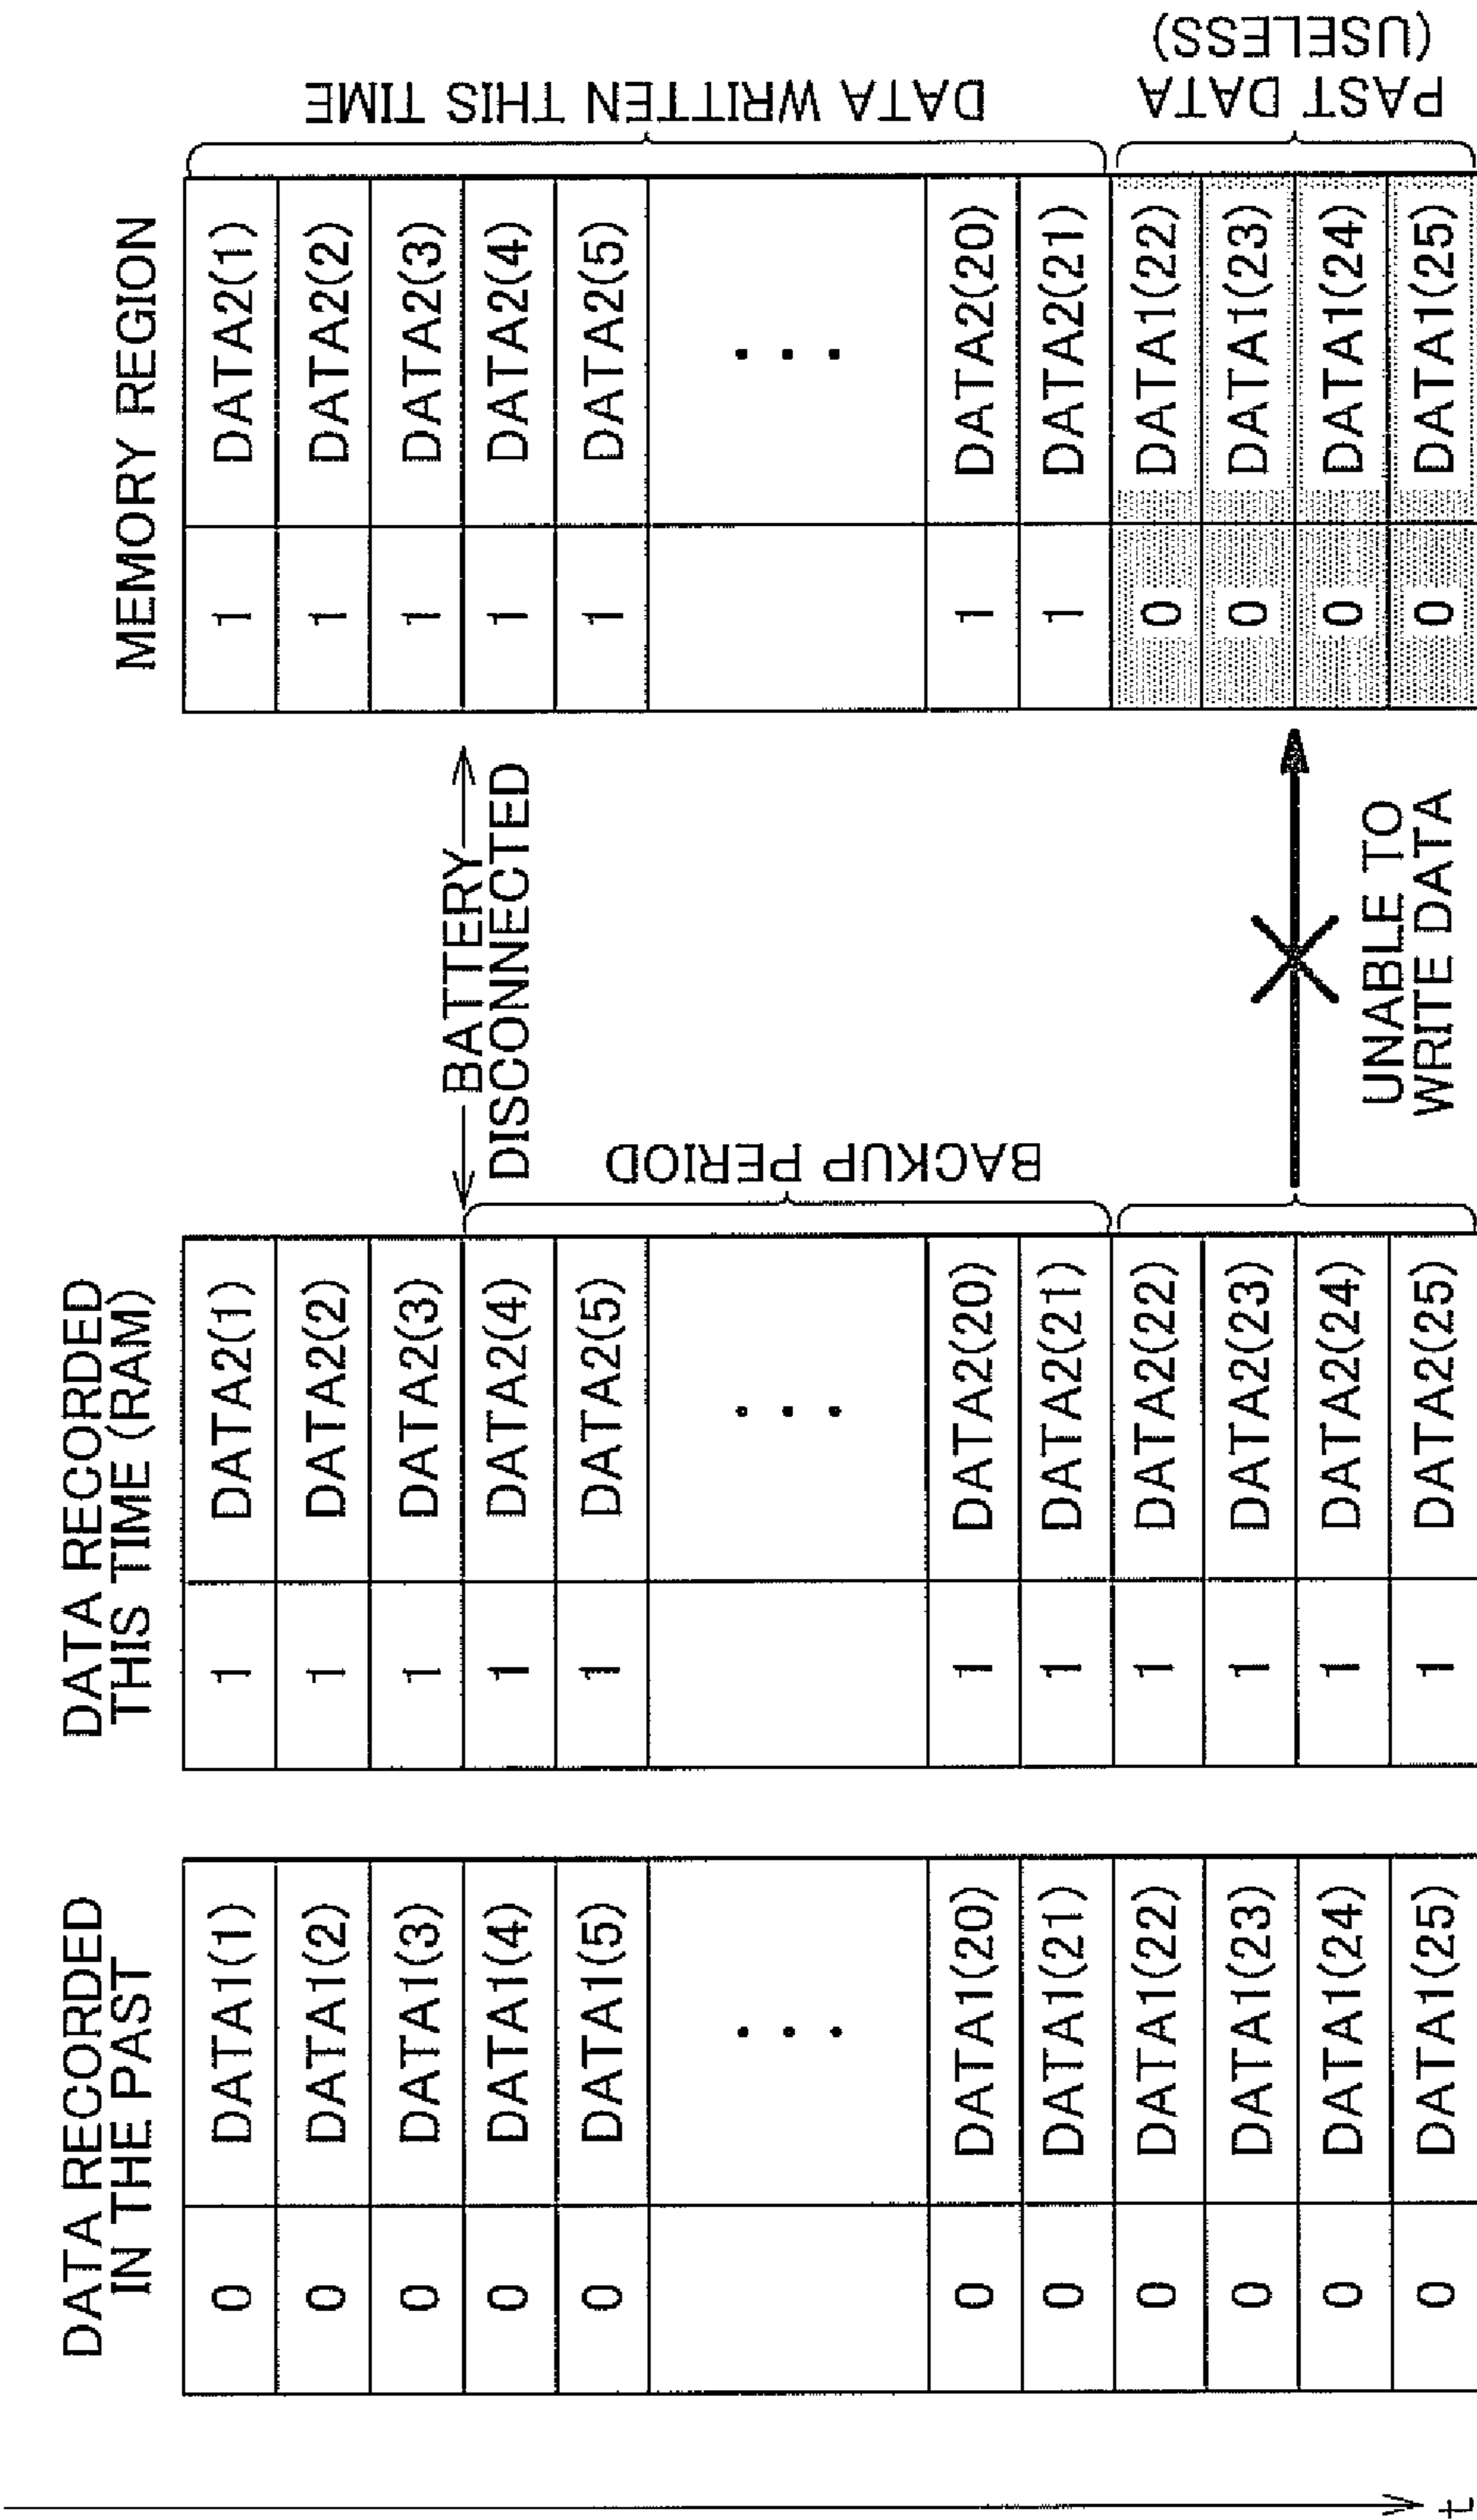 DATA RECORDED
IN THE PAST
0 DATA1(1)
0 DATA1(2)
0 DATA1(3)
0 DATA1(4)
0 DATA1(5)
. . .
0 DATA1(20)
0 DATA1(21)
0 DATA1(22)
0 DATA1(23)
0 DATA1(24)
0 DATA1(25)
t
DATA RECORDED
THIS TIME (RAM)
1 DATA2(1)
1 DATA2(2)
1 DATA2(3)
1 DATA2(4)
1 DATA2(5)
. . .
1 DATA2(20)
1 DATA2(21)
1 DATA2(22)
1 DATA2(23)
1 DATA2(24)
1 DATA2(25)
BACKUP PERIOD
BATTERY
DISCONNECTED
UNABLE TO
WRITE DATA
MEMORY REGION
1 DATA2(1)
1 DATA2(2)
1 DATA2(3)
1 DATA2(4)
1 DATA2(5)
. . .
1 DATA2(20)
1 DATA2(21)
0 DATA1(22)
0 DATA1(23)
0 DATA1(24)
0 DATA1(25)
DATA WRITTEN THIS TIME
PAST DATA
(USELESS)